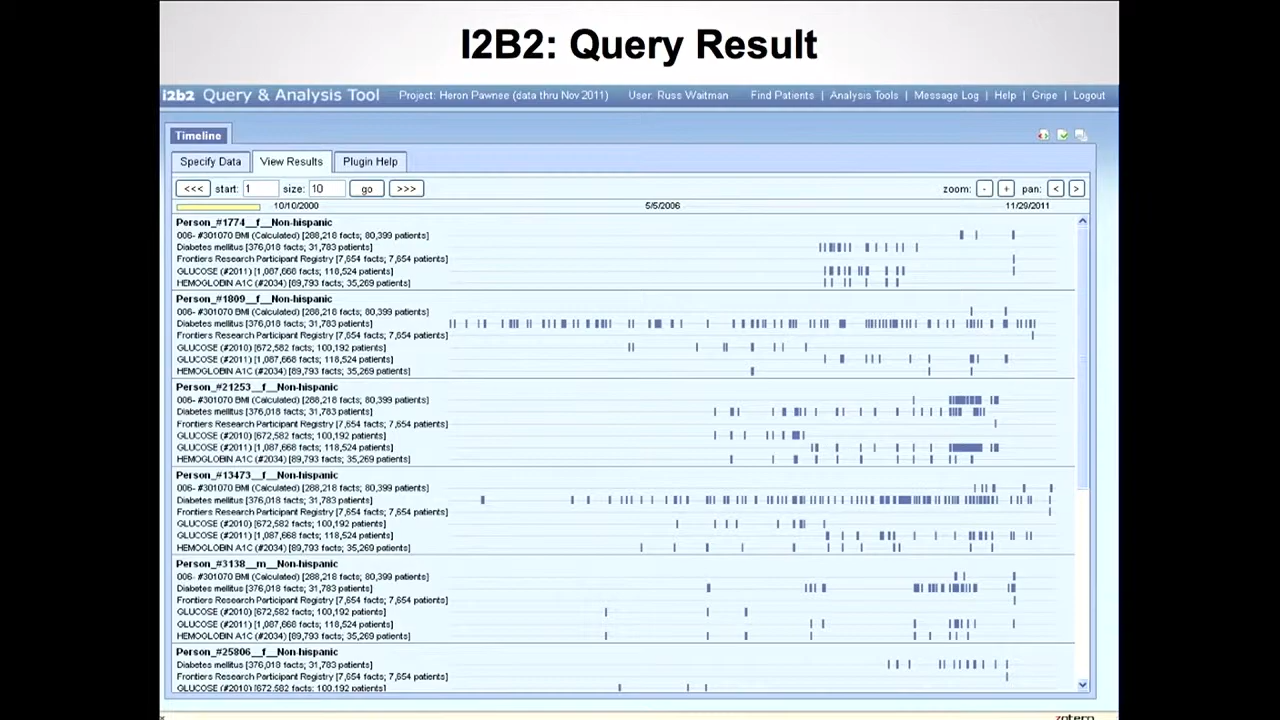 I2B2: Query Result
i2b2 Query & Analysis Tool Project: Heron Pawnee (data thru Nov 2011) User: Russ Waitman Find Patients | Analysis Tools | Message Log | Help | Gripe | Logout
Timeline
Specify Data View Results Plugin Help
<<< start: 1 size: 10 go >>> zoom: - + pan: < >
10/10/2000 5/5/2006 11/29/2011
Person_#1774__f__Non-hispanic
006- #301070 BMI (Calculated) [288,218 facts; 80,399 patients]
Diabetes mellitus [376,018 facts; 31,783 patients]
Frontiers Research Participant Registry [7,654 facts; 7,654 patients]
GLUCOSE (#2011) [1,087,668 facts; 118,524 patients]
HEMOGLOBIN A1C (#2034) [89,793 facts; 35,269 patients]
Person_#1809__f__Non-hispanic
006- #301070 BMI (Calculated) [288,218 facts; 80,399 patients]
Diabetes mellitus [376,018 facts; 31,783 patients]
Frontiers Research Participant Registry [7,654 facts; 7,654 patients]
GLUCOSE (#2010) [672,582 facts; 100,192 patients]
GLUCOSE (#2011) [1,087,668 facts; 118,524 patients]
HEMOGLOBIN A1C (#2034) [89,793 facts; 35,269 patients]
Person_#21253__f__Non-hispanic
006- #301070 BMI (Calculated) [288,218 facts; 80,399 patients]
Diabetes mellitus [376,018 facts; 31,783 patients]
Frontiers Research Participant Registry [7,654 facts; 7,654 patients]
GLUCOSE (#2010) [672,582 facts; 100,192 patients]
GLUCOSE (#2011) [1,087,668 facts; 118,524 patients]
HEMOGLOBIN A1C (#2034) [89,793 facts; 35,269 patients]
Person_#13473__f__Non-hispanic
006- #301070 BMI (Calculated) [288,218 facts; 80,399 patients]
Diabetes mellitus [376,018 facts; 31,783 patients]
Frontiers Research Participant Registry [7,654 facts; 7,654 patients]
GLUCOSE (#2010) [672,582 facts; 100,192 patients]
GLUCOSE (#2011) [1,087,668 facts; 118,524 patients]
HEMOGLOBIN A1C (#2034) [89,793 facts; 35,269 patients]
Person_#3138__m__Non-hispanic
006- #301070 BMI (Calculated) [288,218 facts; 80,399 patients]
Diabetes mellitus [376,018 facts; 31,783 patients]
Frontiers Research Participant Registry [7,654 facts; 7,654 patients]
GLUCOSE (#2010) [672,582 facts; 100,192 patients]
GLUCOSE (#2011) [1,087,668 facts; 118,524 patients]
HEMOGLOBIN A1C (#2034) [89,793 facts; 35,269 patients]
Person_#25806__f__Non-hispanic
Diabetes mellitus [376,018 facts; 31,783 patients]
Frontiers Research Participant Registry [7,654 facts; 7,654 patients]
GLUCOSE (#2010) [672,582 facts; 100,192 patients]